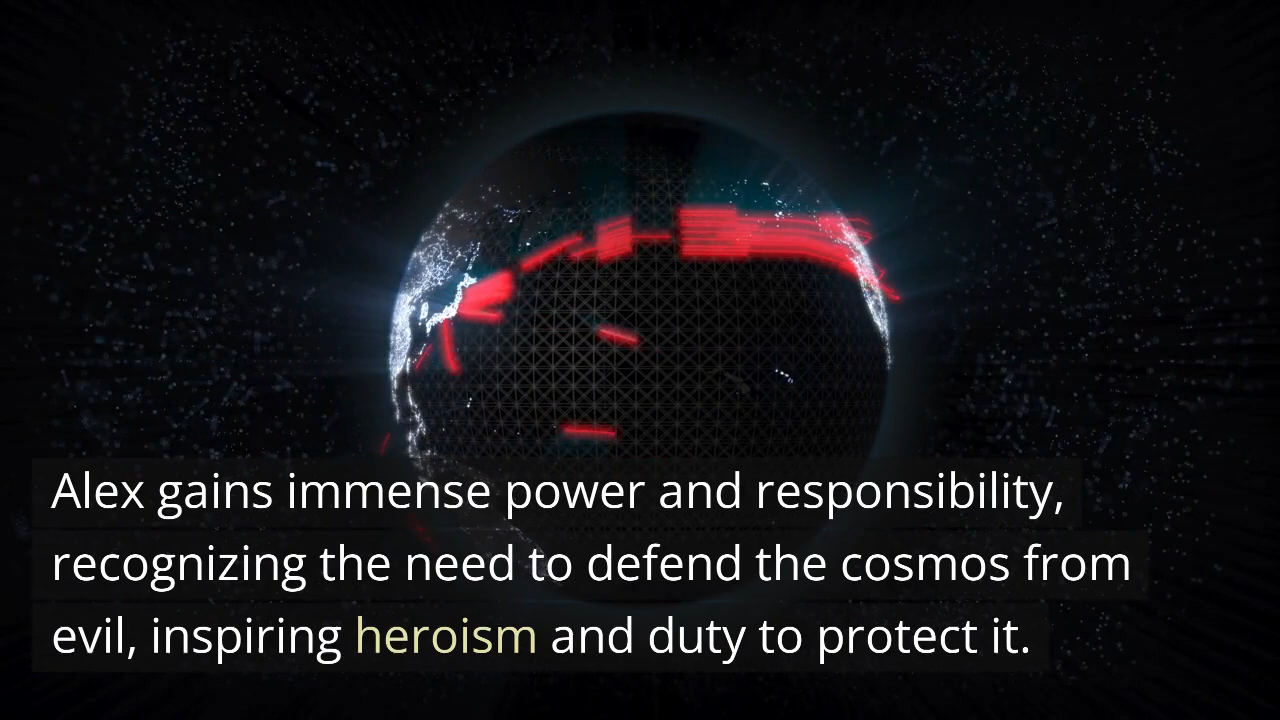 Alex gains immense power and responsibility,
recognizing the need to defend the cosmos from
evil, inspiring heroism and duty to protect it.